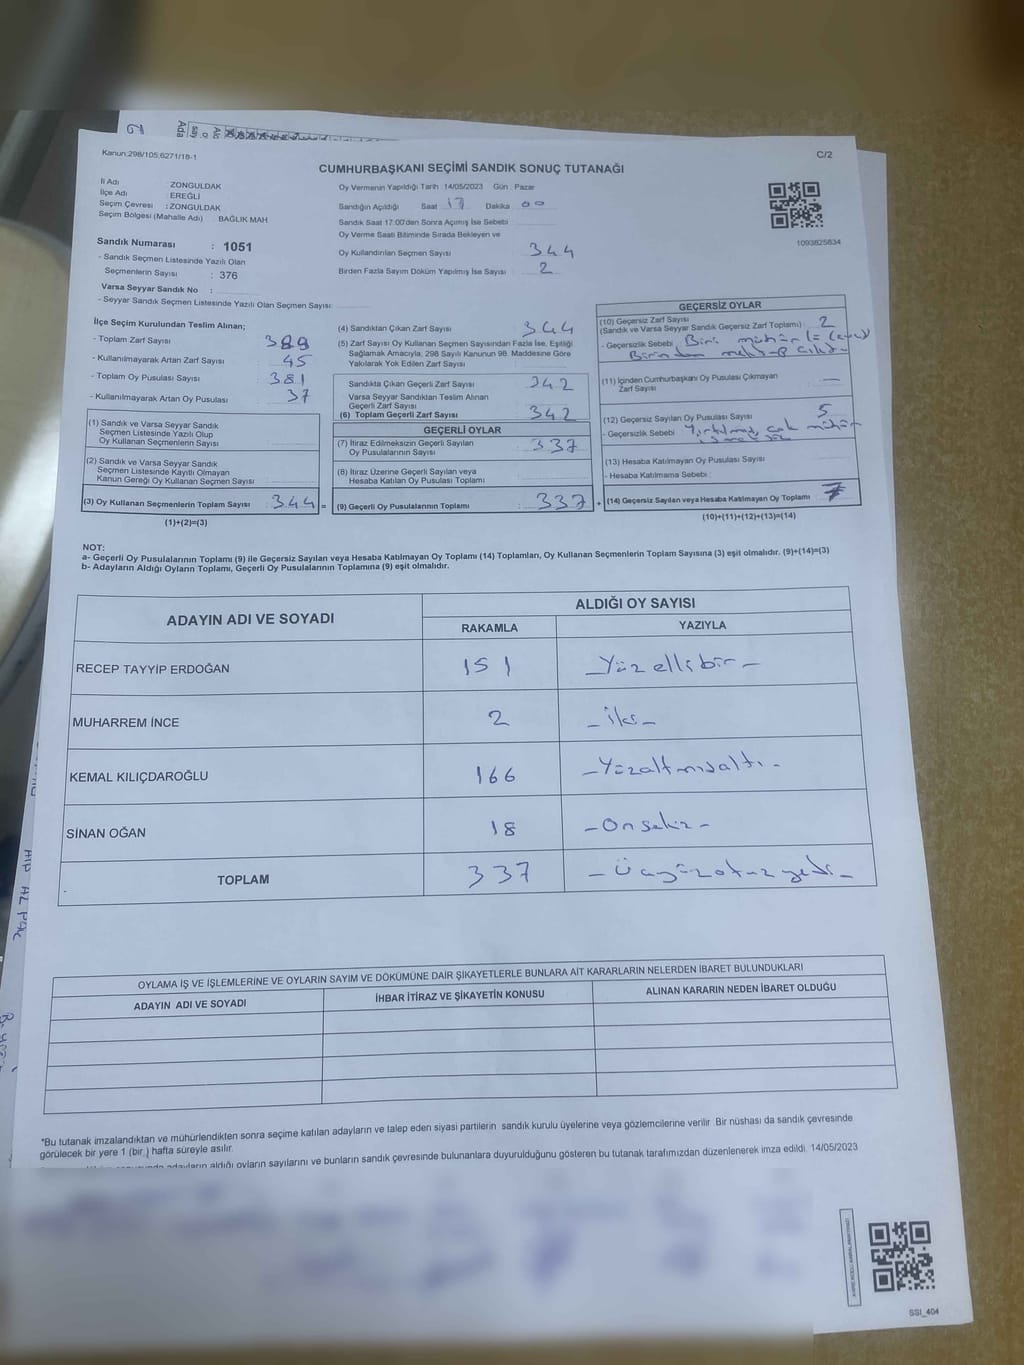 Kanun:298/105;6271/18-1
C/2
CUMHURBAŞKANI SEÇİMİ SANDIK SONUÇ TUTANAĞI
İli Adı : ZONGULDAK
İlçe Adı : EREĞLİ
Seçim Çevresi : ZONGULDAK
Seçim Bölgesi (Mahalle Adı) BAĞLIK MAH
Sandık Numarası : 1051
- Sandık Seçmen Listesinde Yazılı Olan
Seçmenlerin Sayısı : 376
Varsa Seyyar Sandık No :
- Seyyar Sandık Seçmen Listesinde Yazılı Olan Seçmen Sayısı:
Oy Vermenin Yapıldığı Tarih :14/05/2023 Gün : Pazar
Sandığın Açıldığı Saat 17 Dakika 00
Sandık Saat 17:00'den Sonra Açılmış İse Sebebi
Oy Verme Saati Bitiminde Sırada Bekleyen ve
Oy Kullandırılan Seçmen Sayısı : 344
Birden Fazla Sayım Döküm Yapılmış İse Sayısı : 2
1093825834
İlçe Seçim Kurulundan Teslim Alınan;
- Toplam Zarf Sayısı : 389
- Kullanılmayarak Artan Zarf Sayısı : 45
- Toplam Oy Pusulası Sayısı : 381
- Kullanılmayarak Artan Oy Pusulası : 37
(1) Sandık ve Varsa Seyyar Sandık
Seçmen Listesinde Yazılı Olup
Oy Kullanan Seçmenlerin Sayısı :
(2) Sandık ve Varsa Seyyar Sandık
Seçmen Listesinde Kayıtlı Olmayan
Kanun Gereği Oy Kullanan Seçmen Sayısı :
(3) Oy Kullanan Seçmenlerin Toplam Sayısı : 344 =
(1)+(2)=(3)
(4) Sandıktan Çıkan Zarf Sayısı : 344
(5) Zarf Sayısı Oy Kullanan Seçmen Sayısından Fazla İse, Eşitliği
Sağlamak Amacıyla, 298 Sayılı Kanunun 98. Maddesine Göre
Yakılarak Yok Edilen Zarf Sayısı :
Sandıkta Çıkan Geçerli Zarf Sayısı : 342
Varsa Seyyar Sandıktan Teslim Alınan
Geçerli Zarf Sayısı :
(6) Toplam Geçerli Zarf Sayısı : 342
GEÇERLİ OYLAR
(7) İtiraz Edilmeksizin Geçerli Sayılan
Oy Pusulalarının Sayısı : 337
(8) İtiraz Üzerine Geçerli Sayılan veya
Hesaba Katılan Oy Pusulası Toplamı :
(9) Geçerli Oy Pusulalarının Toplamı : 337 +
GEÇERSİZ OYLAR
(10) Geçersiz Zarf Sayısı
(Sandık ve Varsa Seyyar Sandık Geçersiz Zarf Toplamı) : 2
- Geçersizlik Sebebi : Biri mühürlü
Birinden
(11) İçinden Cumhurbaşkanı Oy Pusulası Çıkmayan
Zarf Sayısı : —
(12) Geçersiz Sayılan Oy Pusulası Sayısı : 5
- Geçersizlik Sebebi : Yırtılma, çok mühür
(13) Hesaba Katılmayan Oy Pusulası Sayısı :
- Hesaba Katılmama Sebebi :
(14) Geçersiz Sayılan veya Hesaba Katılmayan Oy Toplamı : 7
(10)+(11)+(12)+(13)=(14)
NOT:
a- Geçerli Oy Pusulalarının Toplamı (9) ile Geçersiz Sayılan veya Hesaba Katılmayan Oy Toplamı (14) Toplamları, Oy Kullanan Seçmenlerin Toplam Sayısına (3) eşit olmalıdır. (9)+(14)=(3)
b- Adayların Aldığı Oyların Toplamı, Geçerli Oy Pusulalarının Toplamına (9) eşit olmalıdır.
ADAYIN ADI VE SOYADI ALDIĞI OY SAYISI
RAKAMLA YAZIYLA
RECEP TAYYİP ERDOĞAN 151 -Yüzellibir-
MUHARREM İNCE 2 -iki-
KEMAL KILIÇDAROĞLU 166 -Yüzaltmışaltı-
SİNAN OĞAN 18 -Onsekiz-
TOPLAM 337 -Üçyüzotuzyedi-
OYLAMA İŞ VE İŞLEMLERİNE VE OYLARIN SAYIM VE DÖKÜMÜNE DAİR ŞİKAYETLERLE BUNLARA AİT KARARLARIN NELERDEN İBARET BULUNDUKLARI
ADAYIN ADI VE SOYADI İHBAR İTİRAZ VE ŞİKAYETİN KONUSU ALINAN KARARIN NEDEN İBARET OLDUĞU
*Bu tutanak imzalandıktan ve mühürlendikten sonra seçime katılan adayların ve talep eden siyasi partilerin sandık kurulu üyelerine veya gözlemcilerine verilir. Bir nüshası da sandık çevresinde
görülecek bir yere 1 (bir ) hafta süreyle asılır.
adayların aldığı oyların sayılarını ve bunların sandık çevresinde bulunanlara duyurulduğunu gösteren bu tutanak tarafımızdan düzenlenerek imza edildi. 14/05/2023
SSI_404